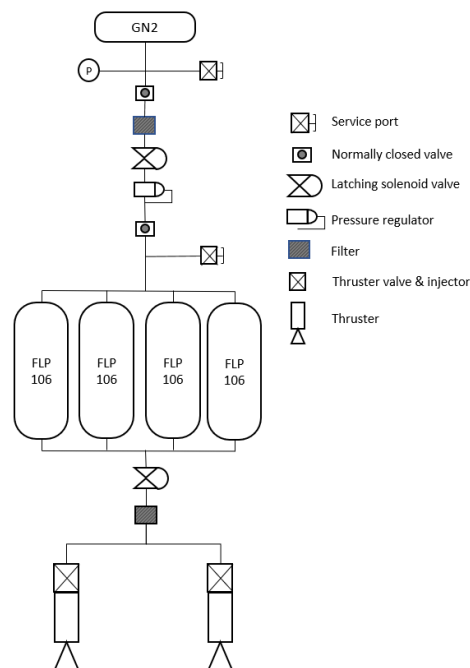 GN2
P
Service port
Normally closed valve
Latching solenoid valve
Pressure regulator
Filter
Thruster valve & injector
Thruster
FLP
106
FLP
106
FLP
106
FLP
106